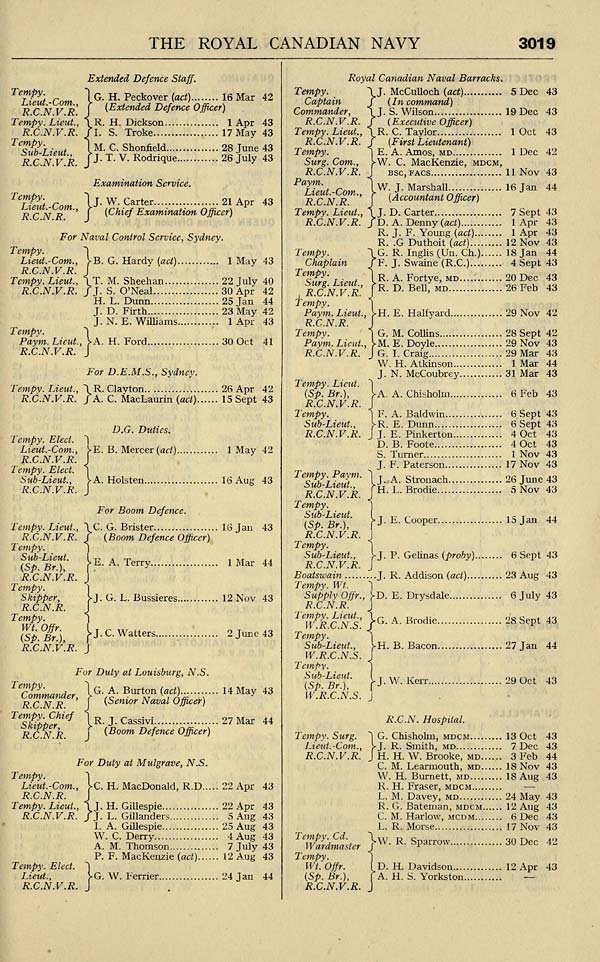 THE ROYAL CANADIAN NAVY 3019
Extended Defence Staff.
Tempy. Lieut.-Com., R.C.N.V.R. } G. H. Peckover (act)........ 16 Mar 42
(Extended Defence Officer)
Tempy. Lieut., R.C.N.V.R. } R. H. Dickson............ 1 Apr 43
I. S. Troke................. 17 May 43
Tempy. Sub-Lieut., R.C.N.V.R. } M. C. Shonfield............... 28 June 43
J. T. V. Rodrique............ 26 July 43
Examination Service.
Tempy. Lieut.-Com., R.C.N.R. } J. W. Carter.................. 21 Apr 43
(Chief Examination Officer)
For Naval Control Service, Sydney.
Tempy. Lieut.-Com., R.C.N.V.R. } B. G. Hardy (act)............ 1 May 43
Tempy. Lieut., R.C.N.V.R. } T. M. Sheehan............... 22 July 40
J. S. O'Neal................... 30 Apr 42
H. L. Dunn.................... 25 Jan 44
J. D. Firth..................... 23 May 42
J. N. E. Williams............ 1 Apr 43
Tempy. Paym. Lieut., R.C.N.V.R. } A. H. Ford.................... 30 Oct 41
For D.E.M.S., Sydney.
Tempy. Lieut., R.C.N.V.R. } R. Clayton.................... 26 Apr 42
A. C. MacLaurin (act)...... 15 Sept 43
D.G. Duties.
Tempy. Elect. Lieut.-Com., R.C.N.V.R. } E. B. Mercer (act)............ 1 May 42
Tempy. Elect. Sub-Lieut., R.C.N.V.R. } A. Holsten.................... 16 Aug 43
For Boom Defence.
Tempy. Lieut., R.C.N.V.R. } C. G. Brister.................. 16 Jan 43
(Boom Defence Officer)
Tempy. Sub-Lieut. (Sp. Br.), R.C.N.V.R. } E. A. Terry.................... 1 Mar 44
Tempy. Skipper, R.C.N.R. } J. G. L. Bussieres............ 12 Nov 43
Tempy. Wt. Offr. (Sp. Br.), R.C.N.V.R. } J. C. Watters.................. 2 June 43
For Duty at Louisburg, N.S.
Tempy. Commander, R.C.N.R. } G. A. Burton (act)........... 14 May 43
(Senior Naval Officer)
Tempy. Chief Skipper, R.C.N.R. } R. J. Cassivi.................. 27 Mar 44
(Boom Defence Officer)
For Duty at Mulgrave, N.S.
Tempy. Lieut.-Com., R.C.N.R. } C. H. MacDonald, R.D..... 22 Apr 43
Tempy. Lieut., R.C.N.V.R. } J. H. Gillespie................ 22 Apr 43
J. L. Gillanders............... 5 Aug 43
I. A. Gillespie................. 25 Aug 43
W. C. Derry................... 4 Aug 43
A. M. Thomson.............. 7 July 43
P. F. MacKenzie (act)...... 12 Aug 43
Tempy. Elect. Lieut., R.C.N.V.R. } G. W. Ferrier................. 24 Jan 44
Royal Canadian Naval Barracks.
Tempy. Captain } J. McCulloch (act)........... 5 Dec 43
(In command)
Commander, R.C.N.V.R. } J. S. Wilson.................... 19 Dec 43
(Executive Officer)
Tempy. Lieut., R.C.N.V.R. } R. C. Taylor................... 1 Oct 43
(First Lieutenant)
Tempy. Surg. Com., R.C.N.V.R. } E. A. Amos, MD............... 1 Dec 42
W. C. MacKenzie, MDCM,
BSC, FACS................... 11 Nov 43
Paym. Lieut.-Com., R.C.N.R. } W. J. Marshall............... 16 Jan 44
(Accountant Officer)
Tempy. Lieut., R.C.N.V.R. } J. D. Carter................... 7 Sept 43
D. A. Denny (act)............ 1 Apr 43
R. J. F. Young (act)........ 1 Apr 43
R. .G Duthoit (act)......... 12 Nov 43
Tempy. Chaplain } G. R. Inglis (Un. Ch.)...... 18 Jan 44
F. J. Swaine (R.C.)......... 4 Sept 43
Tempy. Surg. Lieut., R.C.N.V.R. } R. A. Fortye, MD............ 20 Dec 43
R. D. Bell, MD................ 26 Feb 43
Tempy. Paym. Lieut., R.C.N.R. } H. E. Halfyard............... 29 Nov 42
Tempy. Paym. Lieut., R.C.N.V.R. } G. M. Collins................. 28 Sept 42
M. E. Doyle................... 29 Nov 43
G. I. Craig..................... 29 Mar 43
W. H. Atkinson.............. 1 Mar 44
J. N. McCoubrey............ 31 Mar 43
Tempy. Lieut. (Sp. Br.), R.C.N.V.R. } A. A. Chisholm............... 6 Feb 43
Tempy. Sub-Lieut., R.C.N.V.R. } F. A. Baldwin................. 6 Sept 43
R. E. Dunn.................... 6 Sept 43
J. E. Pinkerton............... 4 Oct 43
D. B. Foote.................... 4 Oct 43
S. Turner....................... 1 Nov 43
J. F. Paterson................. 17 Nov 43
Tempy. Paym. Sub-Lieut., R.C.N.V.R. } J. A. Stronach................ 26 June 43
H. L. Brodie................... 5 Nov 43
Tempy. Sub-Lieut. (Sp. Br.), R.C.N.V.R. } J. E. Cooper................... 15 Jan 44
Tempy. Sub-Lieut., R.C.N.V.R. } J. P. Gelinas (proby)........ 6 Sept 43
Boatswain ......... J. R. Addison (act).......... 23 Aug 43
Tempy. Wt. Supply Offr., R.C.N.R. } D. E. Drysdale............... 6 July 43
Tempy. Lieut., W.R.C.N.S. } G. A. Brodie.................. 28 Sept 43
Tempy. Sub-Lieut., W.R.C.N.S. } H. B. Bacon................... 27 Jan 44
Tempy. Sub-Lieut. (Sp. Br.), W.R.C.N.S. } J. W. Kerr..................... 29 Oct 43
R.C.N. Hospital.
Tempy. Surg. Lieut.-Com., R.C.N.V.R. } G. Chisholm, MDCM......... 13 Oct 43
J. R. Smith, MD.............. 7 Dec 43
H. H. W. Brooke, MD...... 3 Feb 44
C. M. Learmouth, MD...... 18 Nov 43
W. H. Burnett, MD......... 18 Aug 43
R. H. Fraser, MDCM......... —
L. M. Davey, MD............ 24 May 43
R. G. Bateman, MDCM...... 12 Aug 43
C. M. Harlow, MCDM....... 6 Dec 43
L. R. Morse.................... 17 Nov 43
Tempy. Cd. Wardmaster } W. R. Sparrow............... 30 Dec 42
Tempy. Wt. Offr. (Sp. Br.), R.C.N.V.R. } D. H. Davidson.............. 12 Apr 43
A. H. S. Yorkston........... —